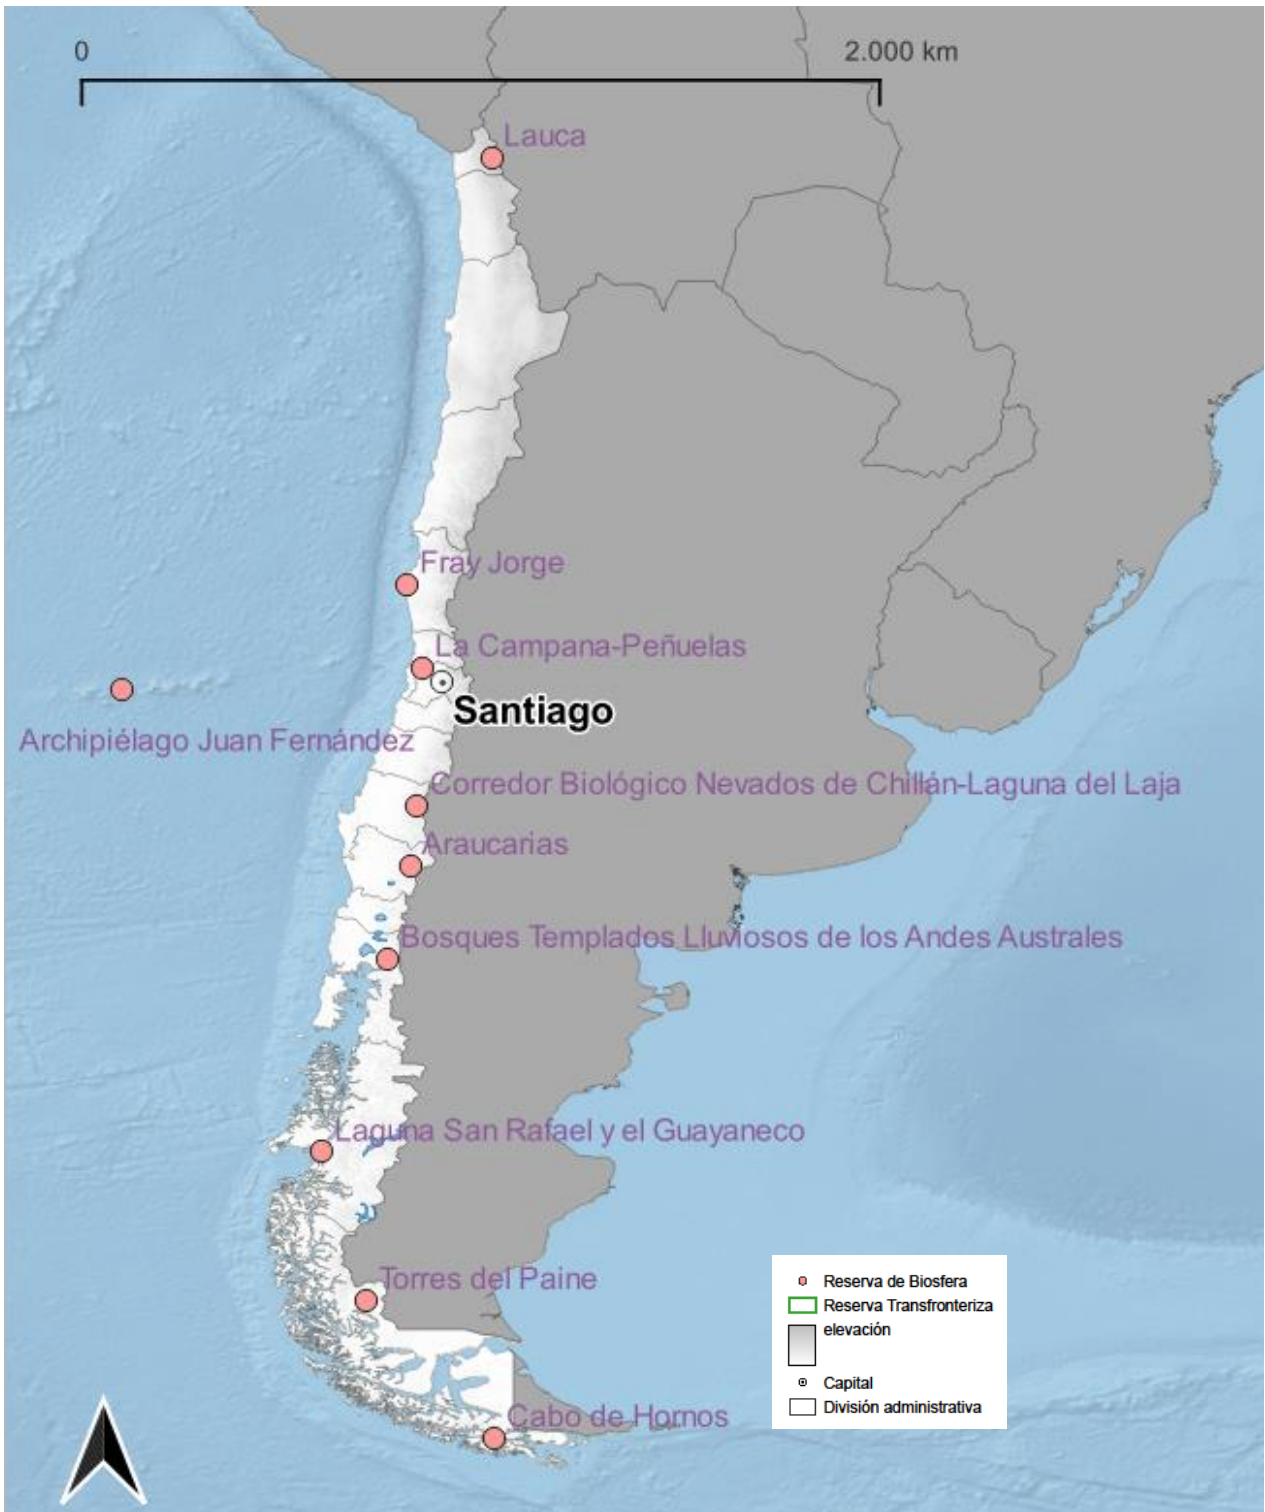 0
2.000 km
Lauca
Fray Jorge
La Campana-Peñuelas
Santiago
Archipiélago Juan Fernández
Corredor Biológico Nevados de Chillán-Laguna del Laja
Araucarias
Bosques Templados Lluviosos de los Andes Australes
Laguna San Rafael y el Guayaneco
Torres del Paine
Cabo de Hornos
Reserva de Biosfera
Reserva Transfronteriza
elevación
Capital
División administrativa